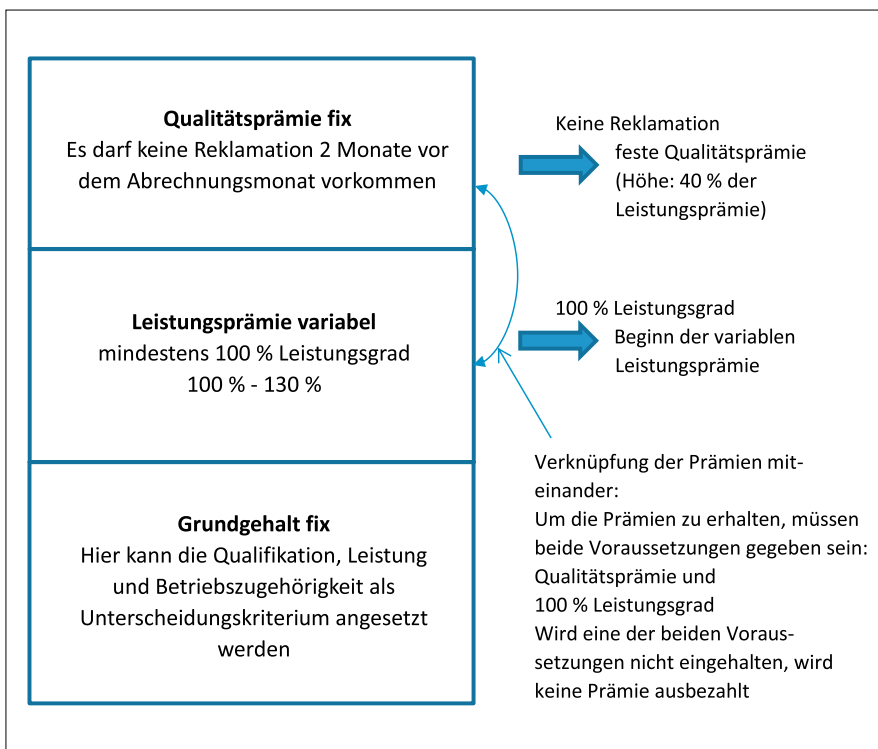 Qualitätsprämie fix
Es darf keine Reklamation 2 Monate vor
dem Abrechnungsmonat vorkommen
Keine Reklamation
feste Qualitätsprämie
(Höhe: 40 % der
Leistungsprämie)
Leistungsprämie variabel
mindestens 100 % Leistungsgrad
100 % - 130 %
100 % Leistungsgrad
Beginn der variablen
Leistungsprämie
Grundgehalt fix
Hier kann die Qualifikation, Leistung
und Betriebszugehörigkeit als
Unterscheidungskriterium angesetzt
werden
Verknüpfung der Prämien mit-
einander:
Um die Prämien zu erhalten, müssen
beide Voraussetzungen gegeben sein:
Qualitätsprämie und
100 % Leistungsgrad
Wird eine der beiden Voraus-
setzungen nicht eingehalten, wird
keine Prämie ausbezahlt